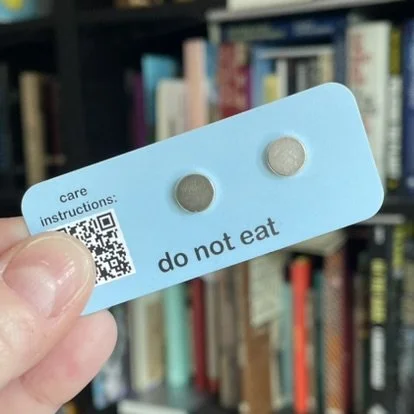 care
instructions:
do not eat